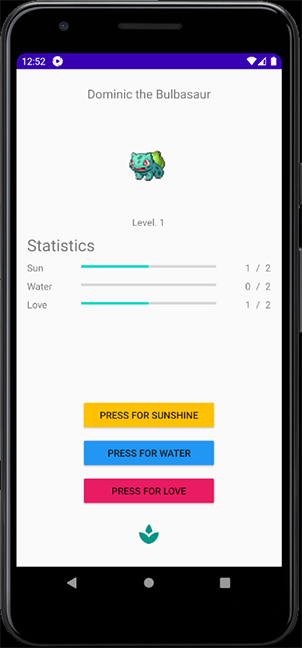 12:52
Dominic the Bulbasaur
Level. 1
Statistics
Sun 1 / 2
Water 0 / 2
Love 1 / 2
PRESS FOR SUNSHINE
PRESS FOR WATER
PRESS FOR LOVE